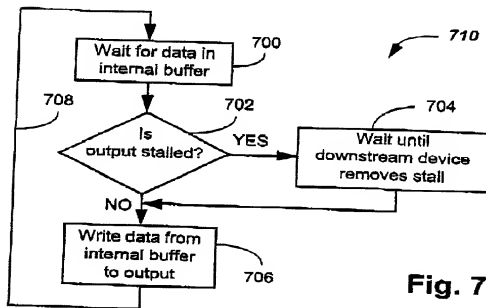 Wait for data in
internal buffer
700
710
708
702
704
Is
output stalled?
YES
Wait until
downstream device
removes stall
NO
Write data from
internal buffer
to output
706
Fig. 7